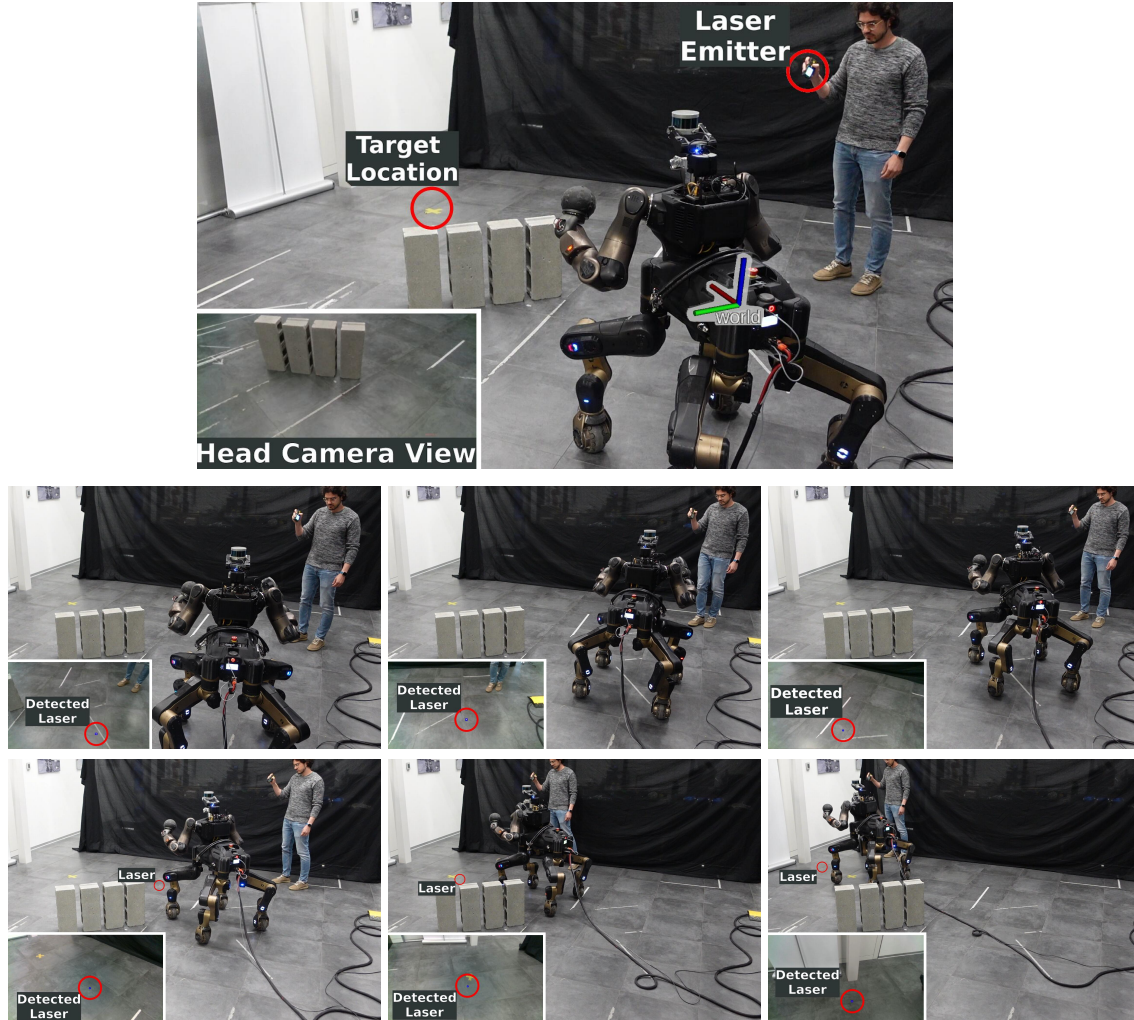 Laser
Emitter
Target
Location
world
Head Camera View
Detected
Laser
Detected
Laser
Detected
Laser
Laser
Detected
Laser
Laser
Detected
Laser
Laser
Detected
Laser